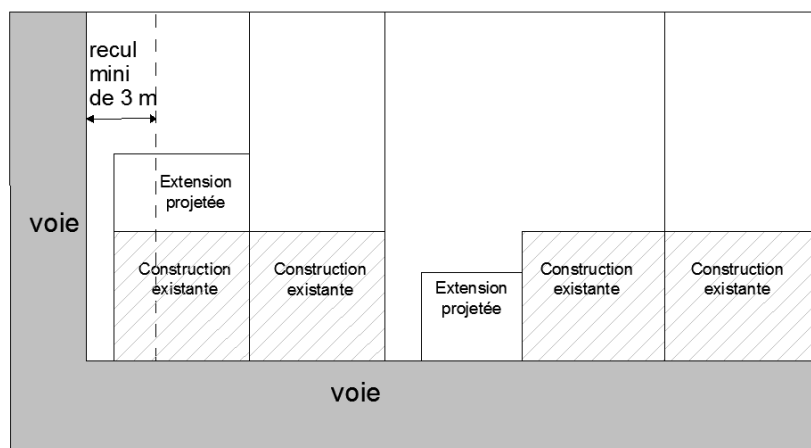 recul
mini
de 3 m
Extension
projetée
voie
Construction
existante
Construction
existante
Extension
projetée
Construction
existante
Construction
existante
voie